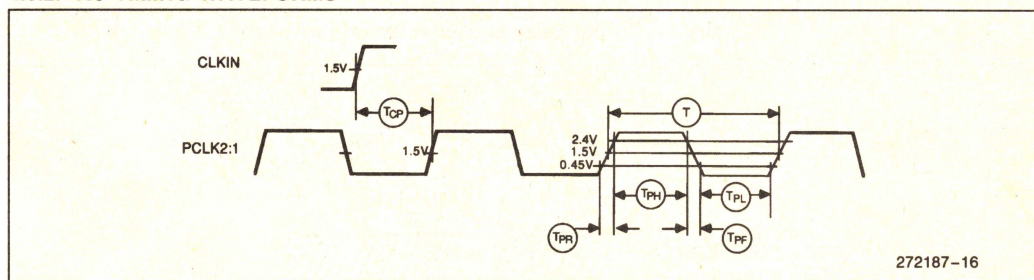 CLKIN
1.5V
TCP
T
PCLK2:1
1.5V
2.4V
1.5V
0.45V
TPH
TPL
TPR
TPF
272187-16